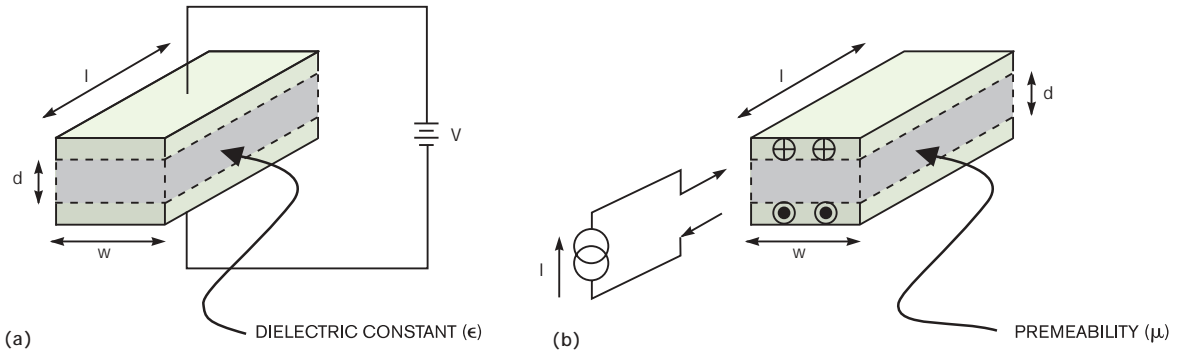 l
d
w
V
DIELECTRIC CONSTANT (ϵ)
(a)
l
d
w
I
PREMEABILITY (μ)
(b)